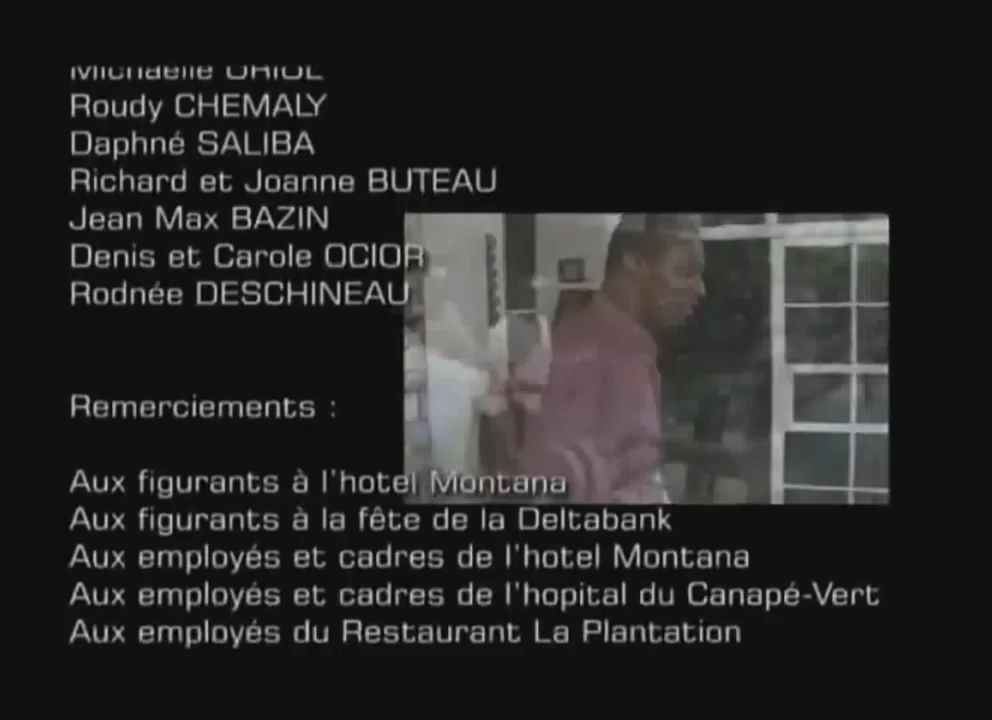 Michaelle ORIOL
Roudy CHEMALY
Daphné SALIBA
Richard et Joanne BUTEAU
Jean Max BAZIN
Denis et Carole OCIOR
Rodnée DESCHINEAU
Remerciements :
Aux figurants à l'hotel Montana
Aux figurants à la fête de la Deltabank
Aux employés et cadres de l'hotel Montana
Aux employés et cadres de l'hopital du Canapé-Vert
Aux employés du Restaurant La Plantation